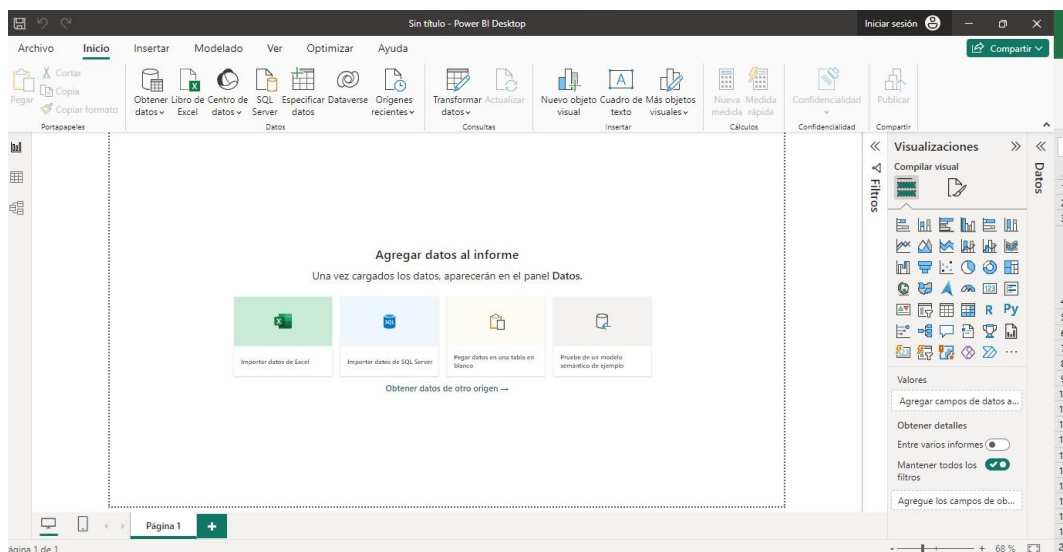 Sin título - Power BI Desktop
Iniciar sesión
Archivo Inicio Insertar Modelado Ver Optimizar Ayuda
Compartir
Pegar
Cortar
Copia
Copiar formato
Portapapeles
Obtener datos
Libro de Excel
Centro de datos
SQL Server
Especificar datos
Dataverse
Orígenes recientes
Datos
Transformar datos
Actualizar
Consultas
Nuevo objeto visual
Cuadro de texto
Más objetos visuales
Insertar
Nueva medida
Medida rápida
Cálculos
Confidencialidad
Confidencialidad
Publicar
Compartir
Agregar datos al informe
Una vez cargados los datos, aparecerán en el panel Datos.
SQL
Importar datos de Excel
Importar datos de SQL Server
Pegar datos en una tabla en
blanco
Pruebe de un modelo
semántico de ejemplo
Obtener datos de otro origen →
Filtros
Visualizaciones
Compilar visual
123
R Py
123
Valores
Agregar campos de datos a...
Obtener detalles
Entre varios informes
Mantener todos los
filtros
Agregue los campos de ob...
Datos
Página 1
ágina 1 de 1
68 %